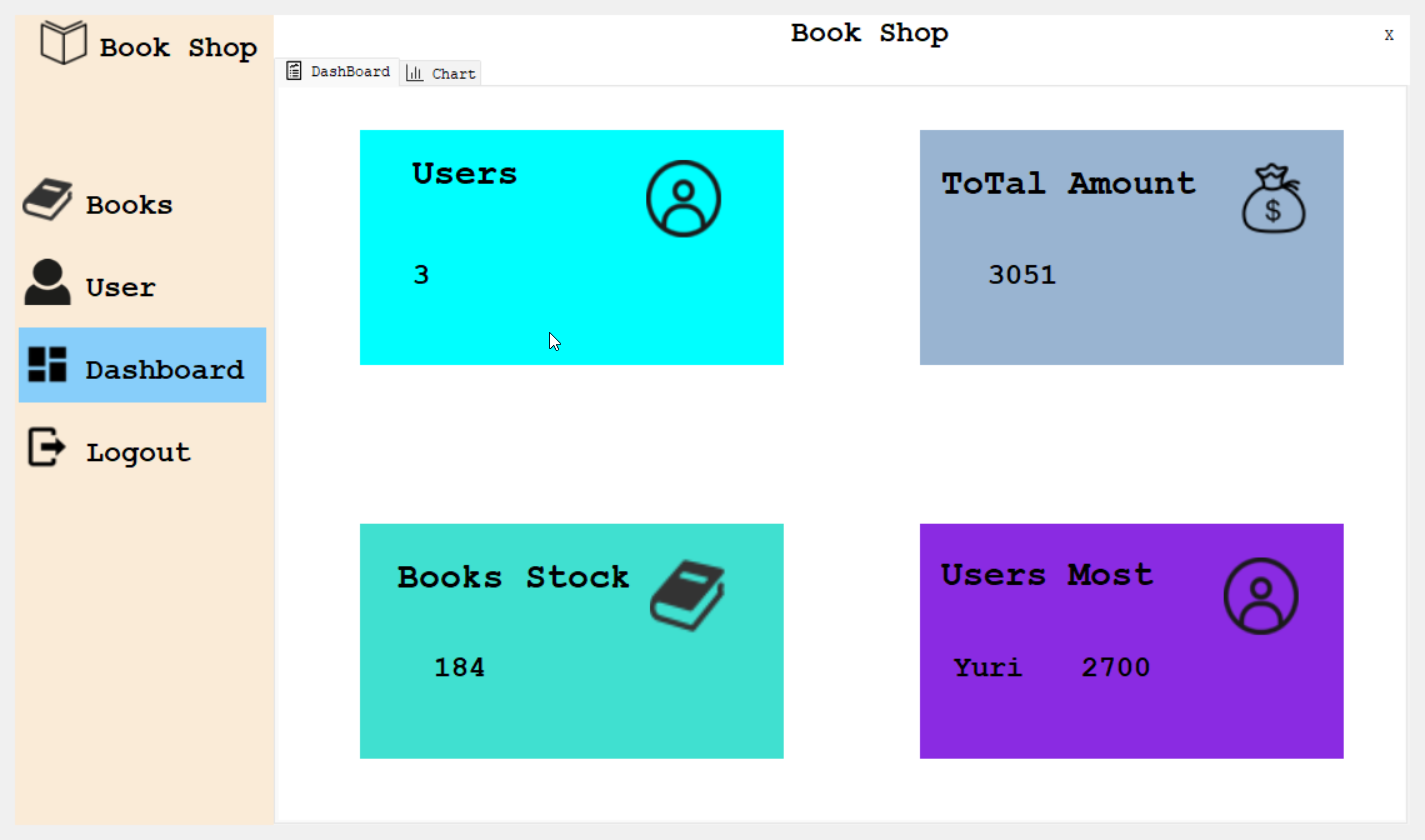 Book Shop
Books
User
Dashboard
Logout
Book Shop
X
DashBoard
Chart
Users
3
ToTal Amount
$
3051
Books Stock
184
Users Most
Yuri 2700